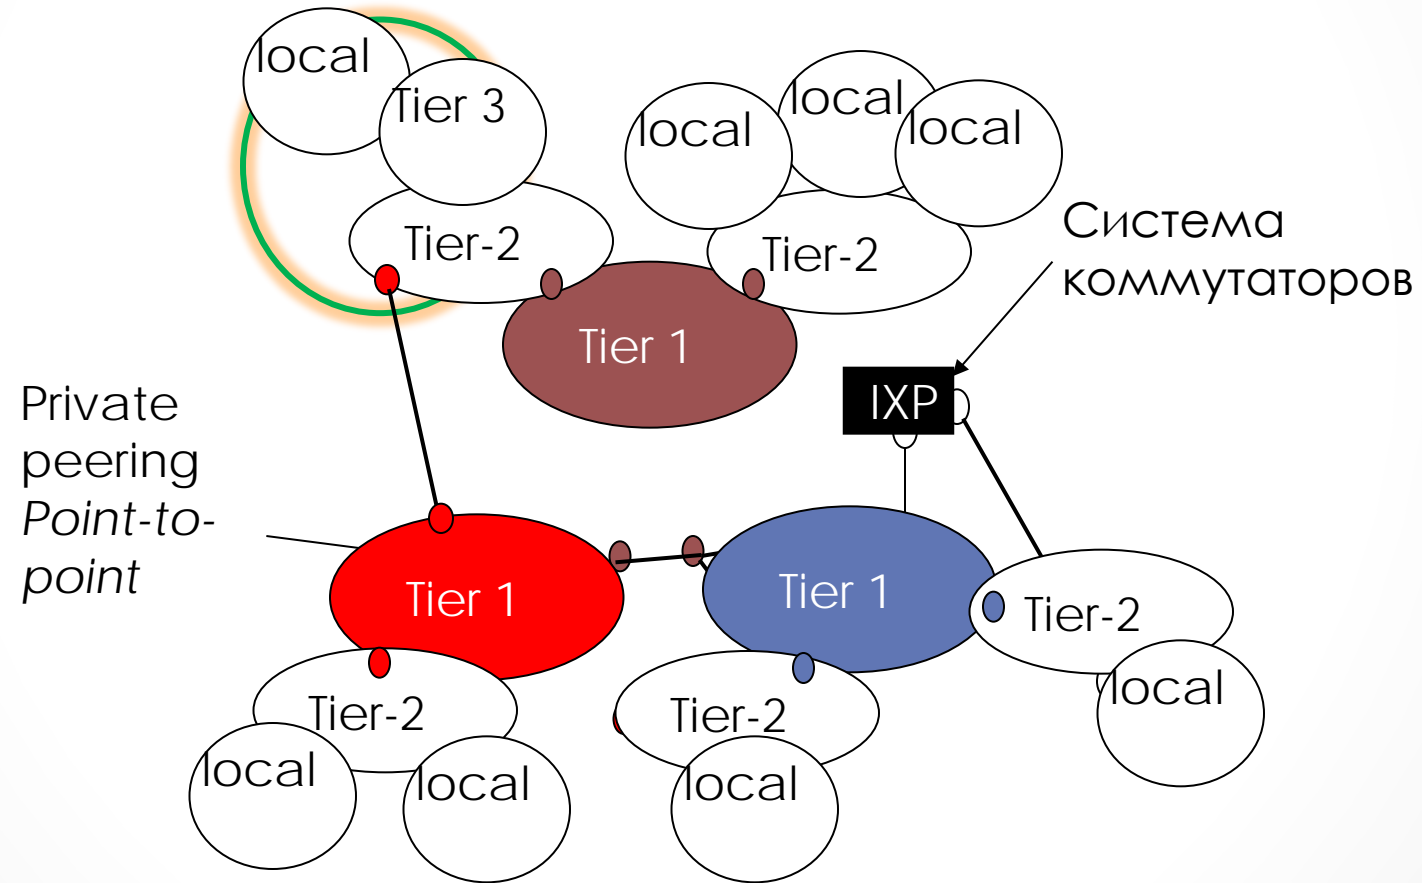 local
Tier 3
local
local
local
Tier-2
Tier-2
Система
коммутаторов
Tier 1
IXP
Private
peering
Point-to-
point
Tier 1
Tier 1
Tier-2
Tier-2
Tier-2
local
local
local
local